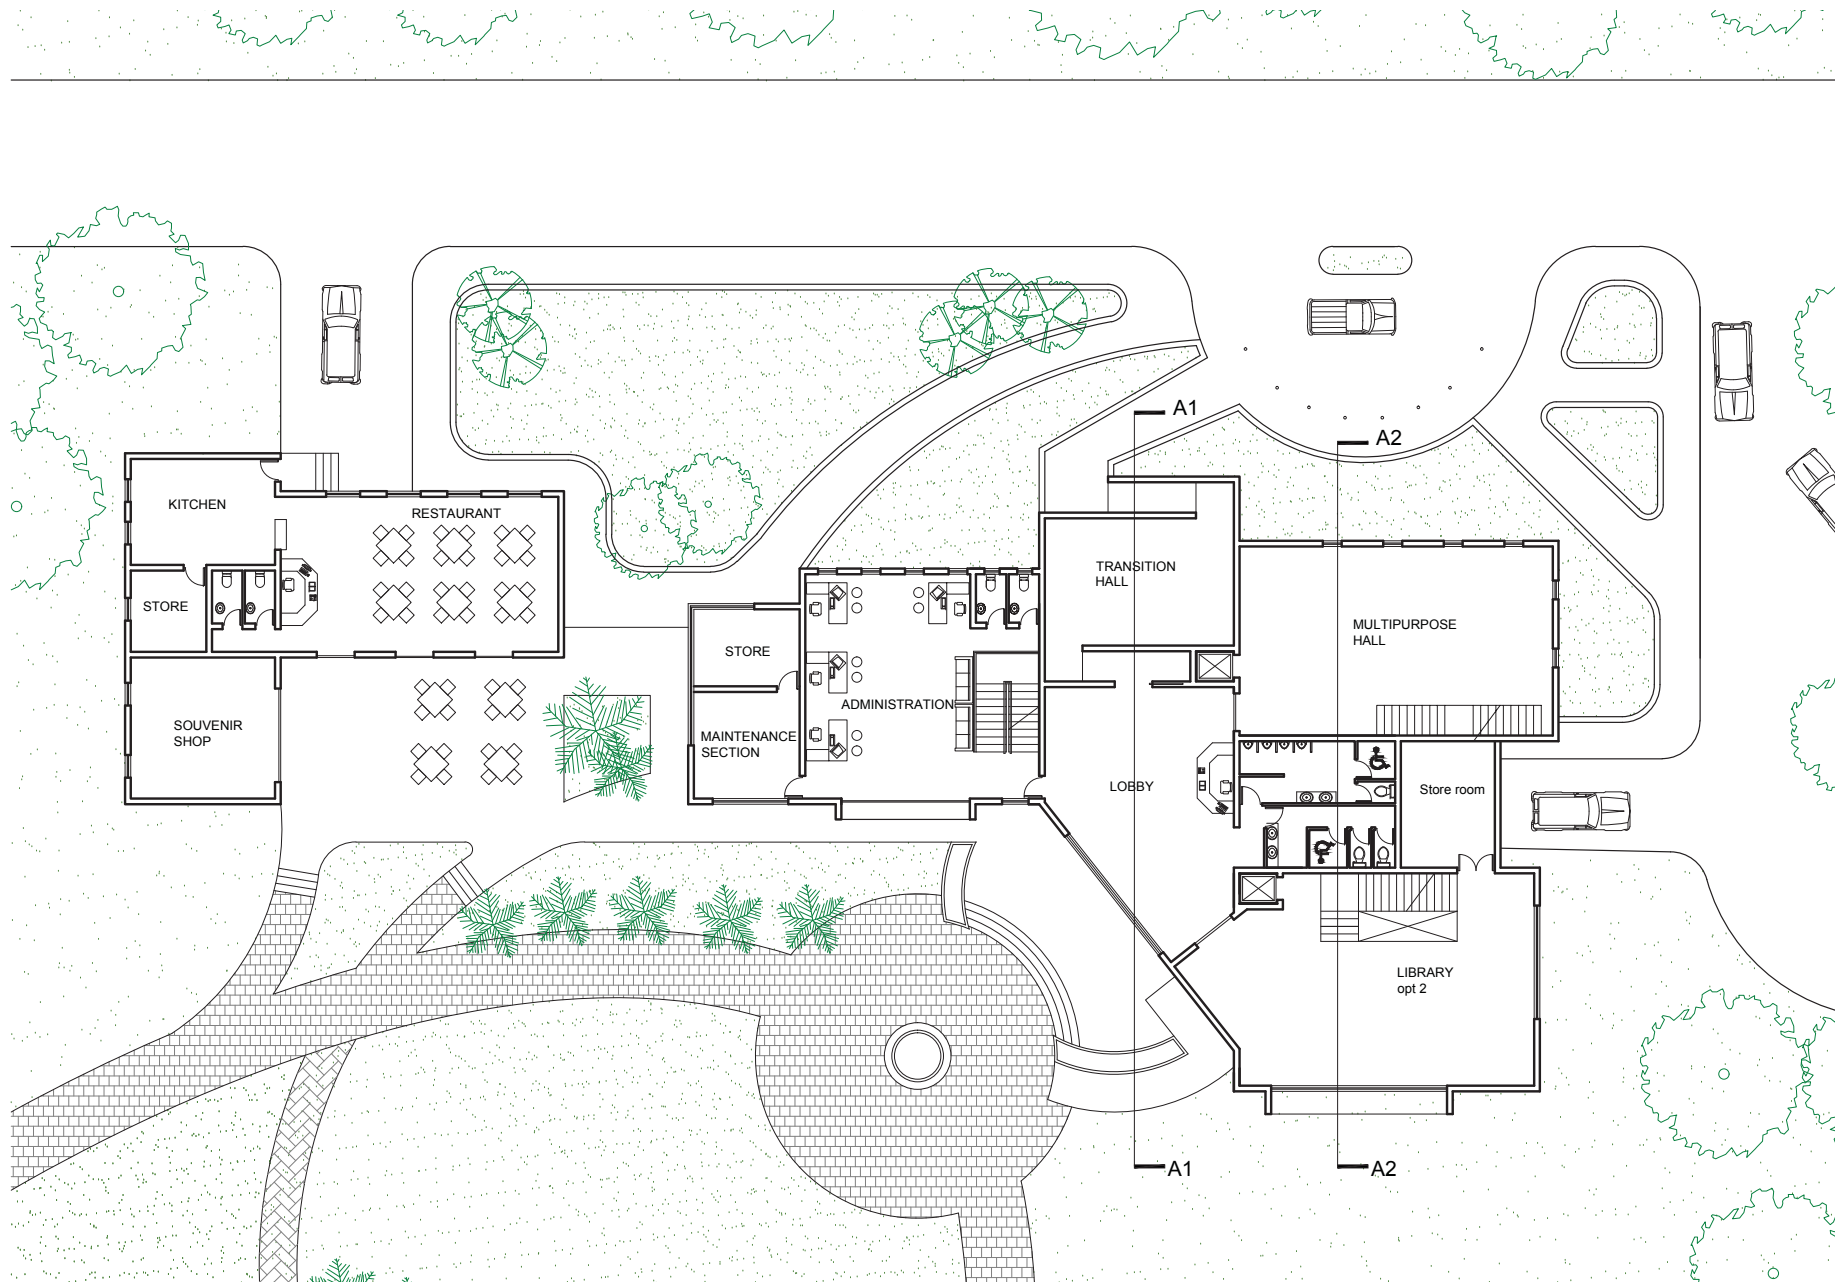 A1
A2
KITCHEN
RESTAURANT
TRANSITION
HALL
STORE
MULTIPURPOSE
HALL
STORE
ADMINISTRATION
SOUVENIR
SHOP
MAINTENANCE
SECTION
LOBBY
Store room
LIBRARY
opt 2
A1
A2